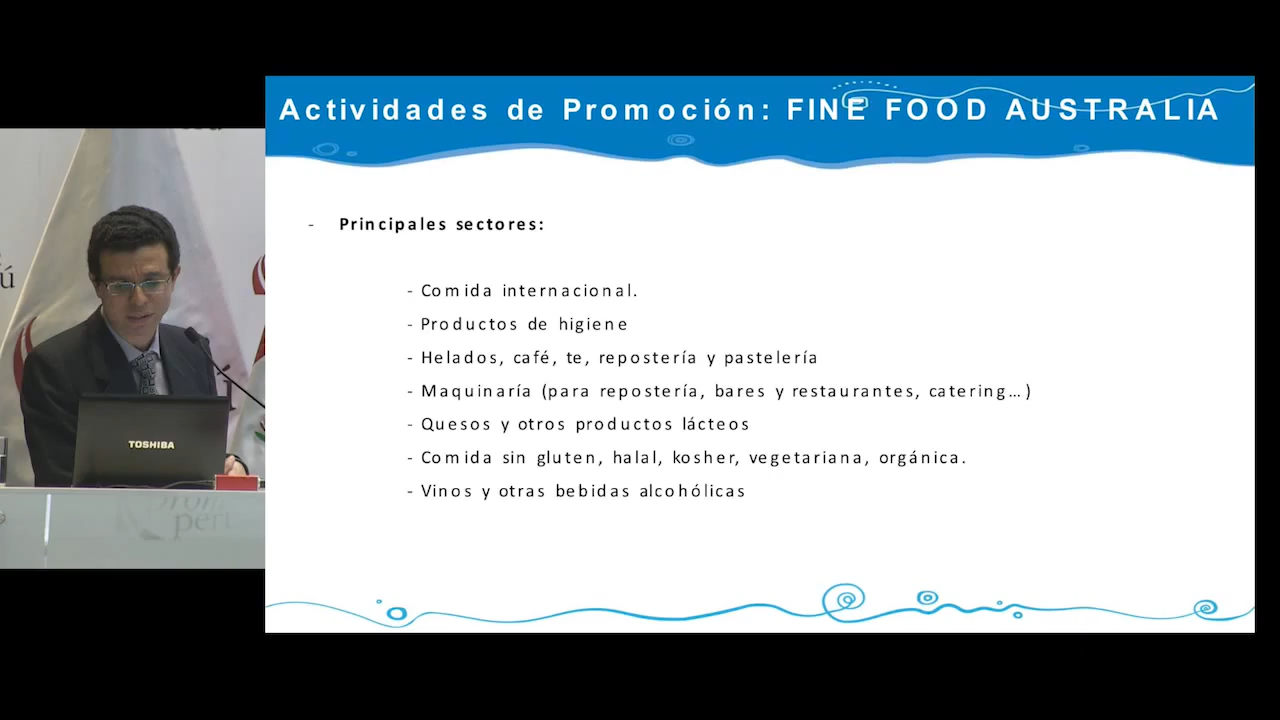 Actividades de Promoción: FINE FOOD AUSTRALIA
- Principales sectores:
- Comida internacional.
- Productos de higiene
- Helados, café, te, repostería y pastelería
- Maquinaría (para repostería, bares y restaurantes, catering…)
- Quesos y otros productos lácteos
- Comida sin gluten, halal, kosher, vegetariana, orgánica.
- Vinos y otras bebidas alcohólicas
TOSHIBA
prom
perú